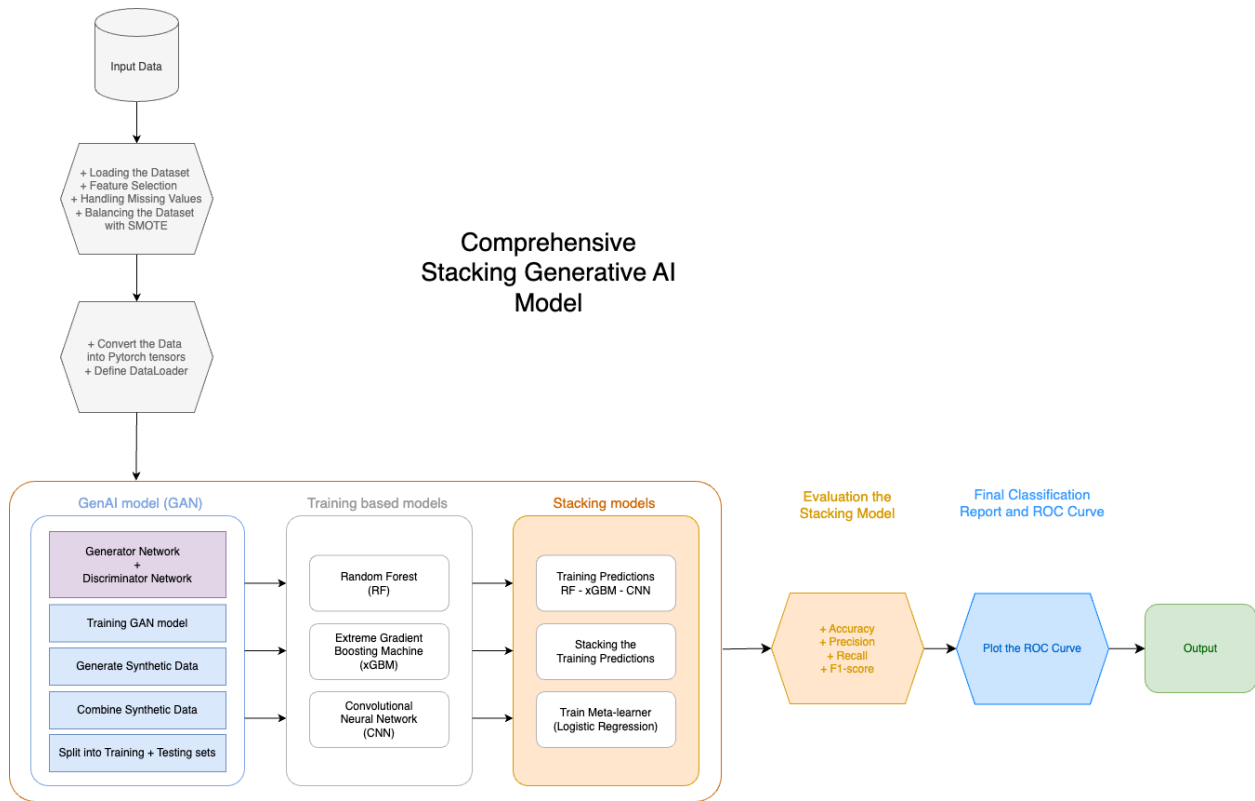 Input Data
+ Loading the Dataset
+ Feature Selection
+ Handling Missing Values
+ Balancing the Dataset
with SMOTE
Comprehensive
Stacking Generative AI
Model
+ Convert the Data
into Pytorch tensors
+ Define DataLoader
GenAI model (GAN)
Generator Network
+
Discriminator Network
Training GAN model
Generate Synthetic Data
Combine Synthetic Data
Split into Training + Testing sets
Training based models
Random Forest
(RF)
Extreme Gradient
Boosting Machine
(xGBM)
Convolutional
Neural Network
(CNN)
Stacking models
Training Predictions
RF - xGBM - CNN
Stacking the
Training Predictions
Train Meta-learner
(Logistic Regression)
Evaluation the
Stacking Model
+ Accuracy
+ Precision
+ Recall
+ F1-score
Final Classification
Report and ROC Curve
Plot the ROC Curve
Output